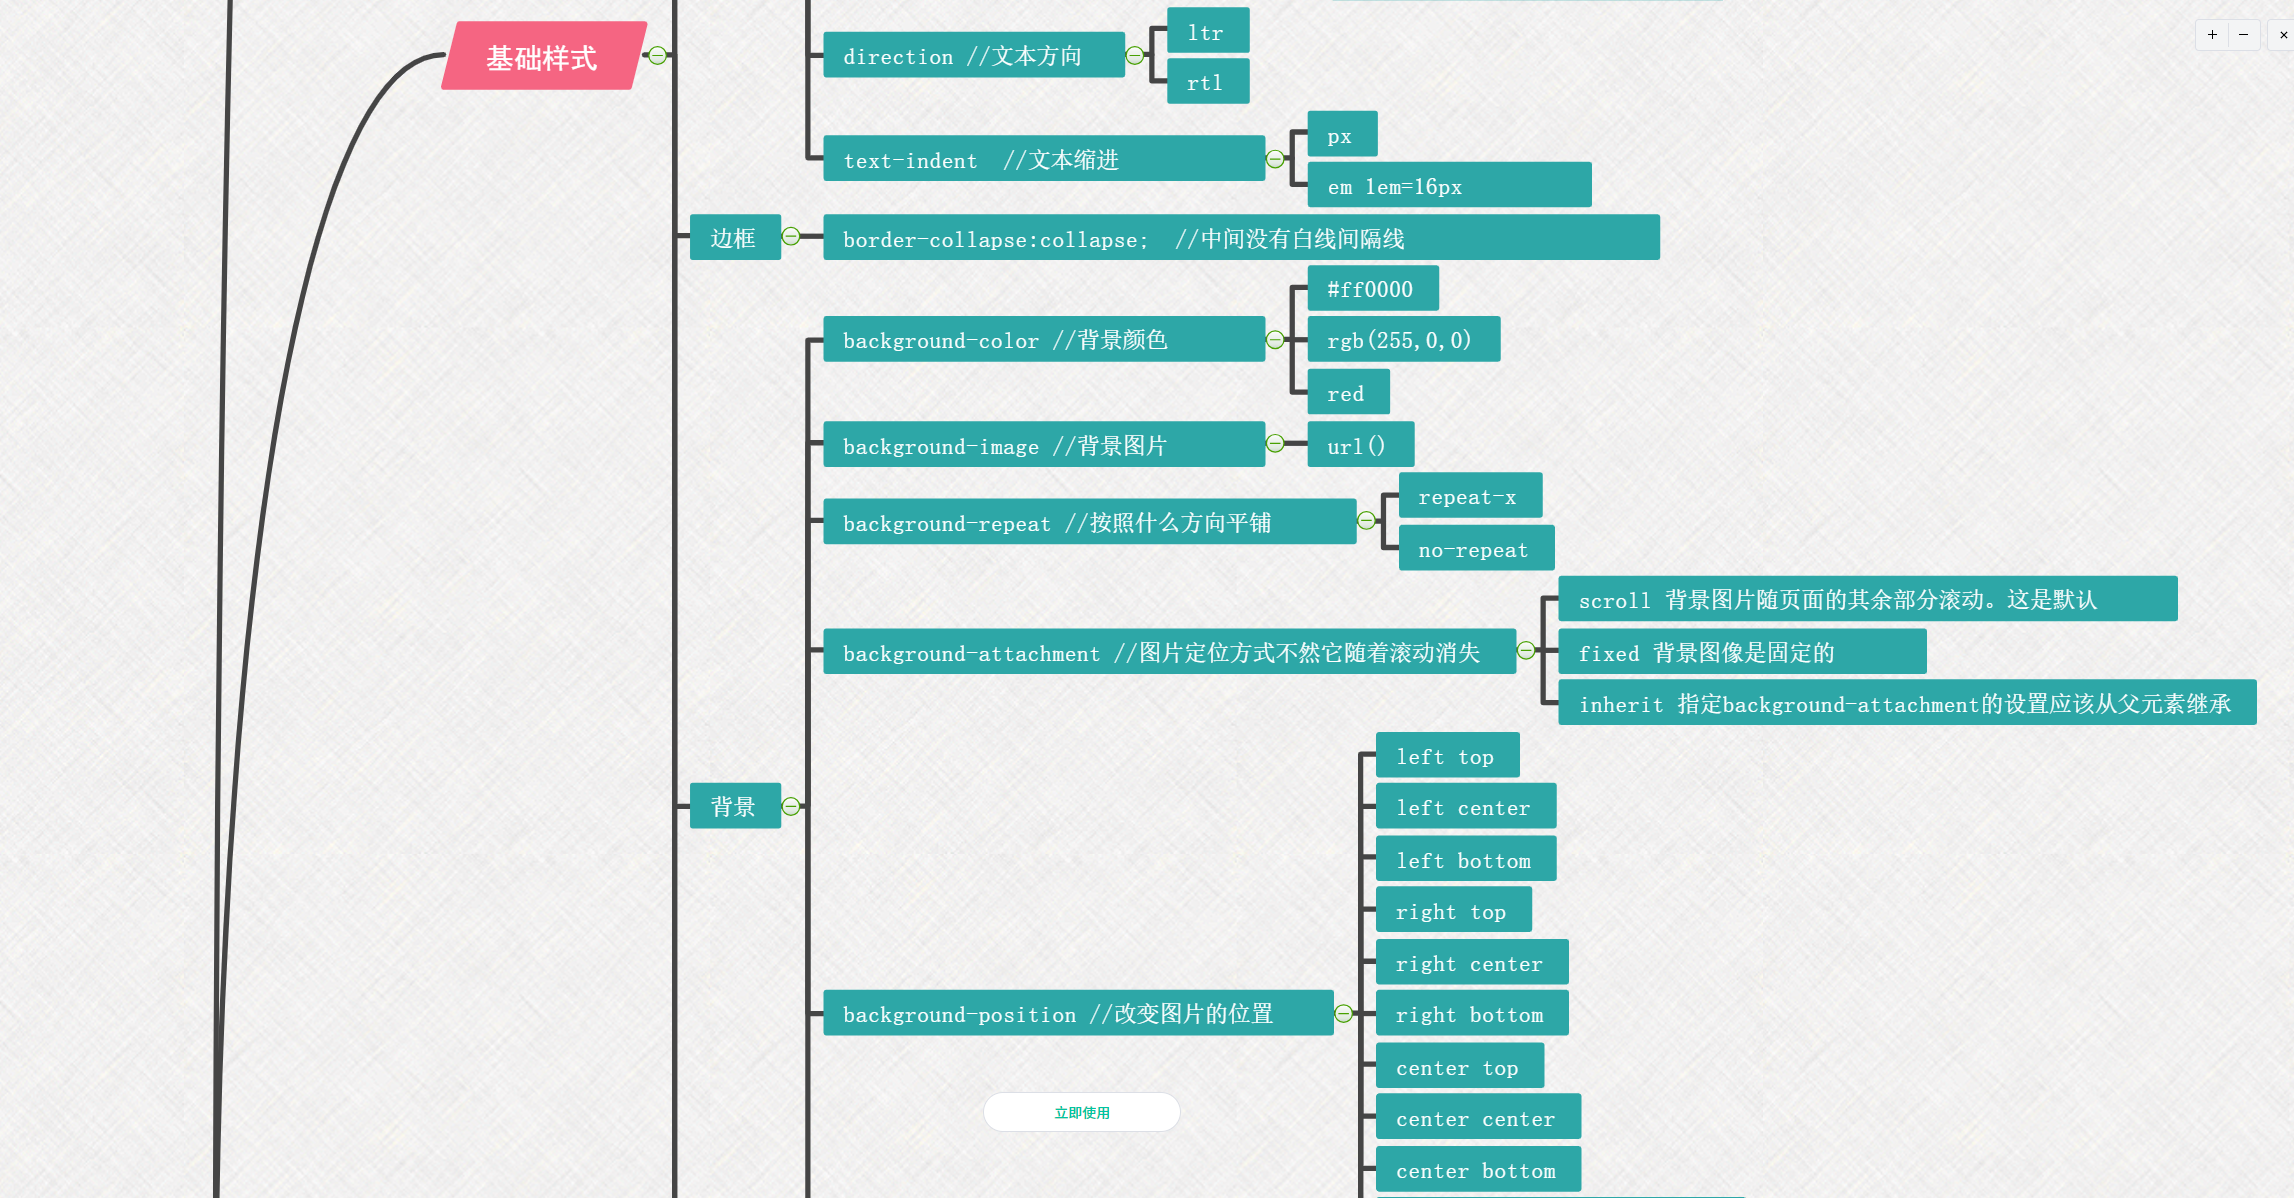 基础样式
direction //文本方向
ltr
rtl
text-indent  //文本缩进
px
em 1em=16px
边框
border-collapse:collapse;  //中间没有白线间隔线
背景
background-color //背景颜色
#ff0000
rgb(255,0,0)
red
background-image //背景图片
url()
background-repeat //按照什么方向平铺
repeat-x
no-repeat
background-attachment //图片定位方式不然它随着滚动消失
scroll 背景图片随页面的其余部分滚动。这是默认
fixed 背景图像是固定的
inherit 指定background-attachment的设置应该从父元素继承
background-position //改变图片的位置
left top
left center
left bottom
right top
right center
right bottom
center top
center center
center bottom
立即使用